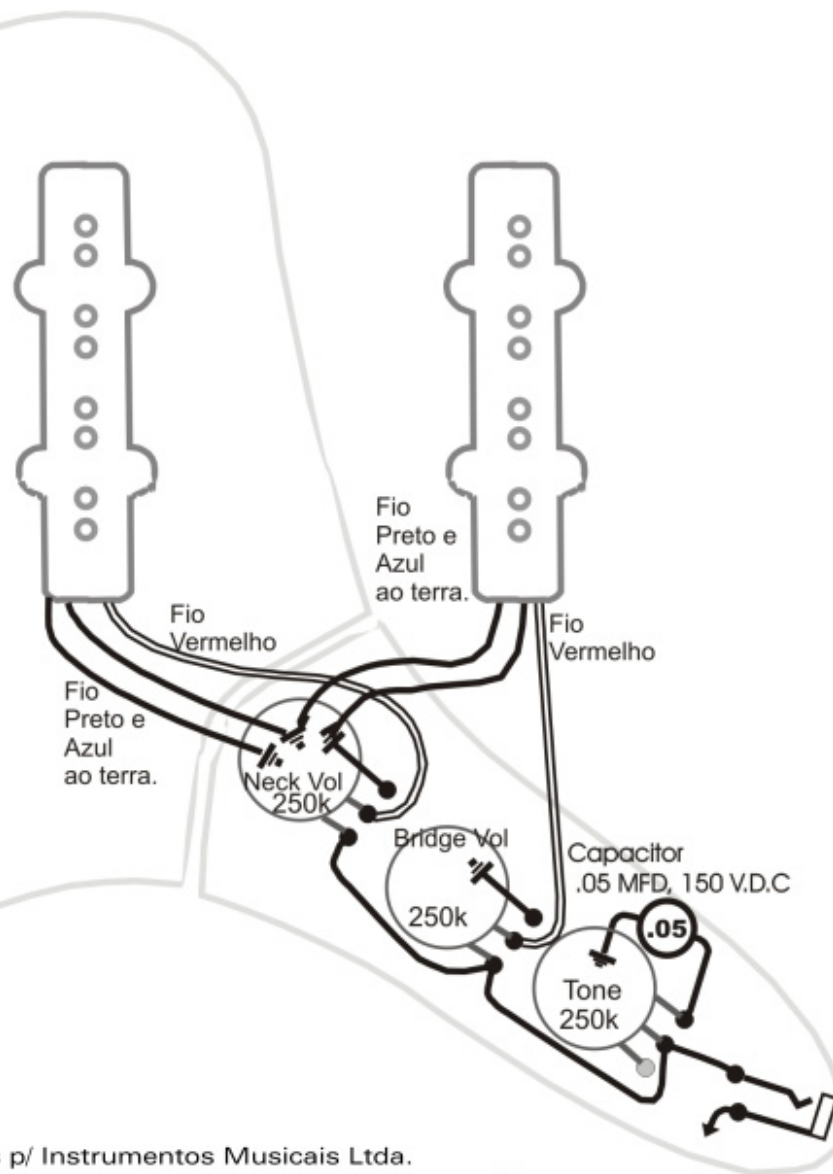 Fio
Preto e
Azul
ao terra.
Fio
Vermelho
Fio
Vermelho
Fio
Preto e
Azul
ao terra.
Neck Vol
250k
Bridge Vol
250k
Capacitor
.05 MFD, 150 V.D.C
.05
Tone
250k
p/ Instrumentos Musicais Ltda.